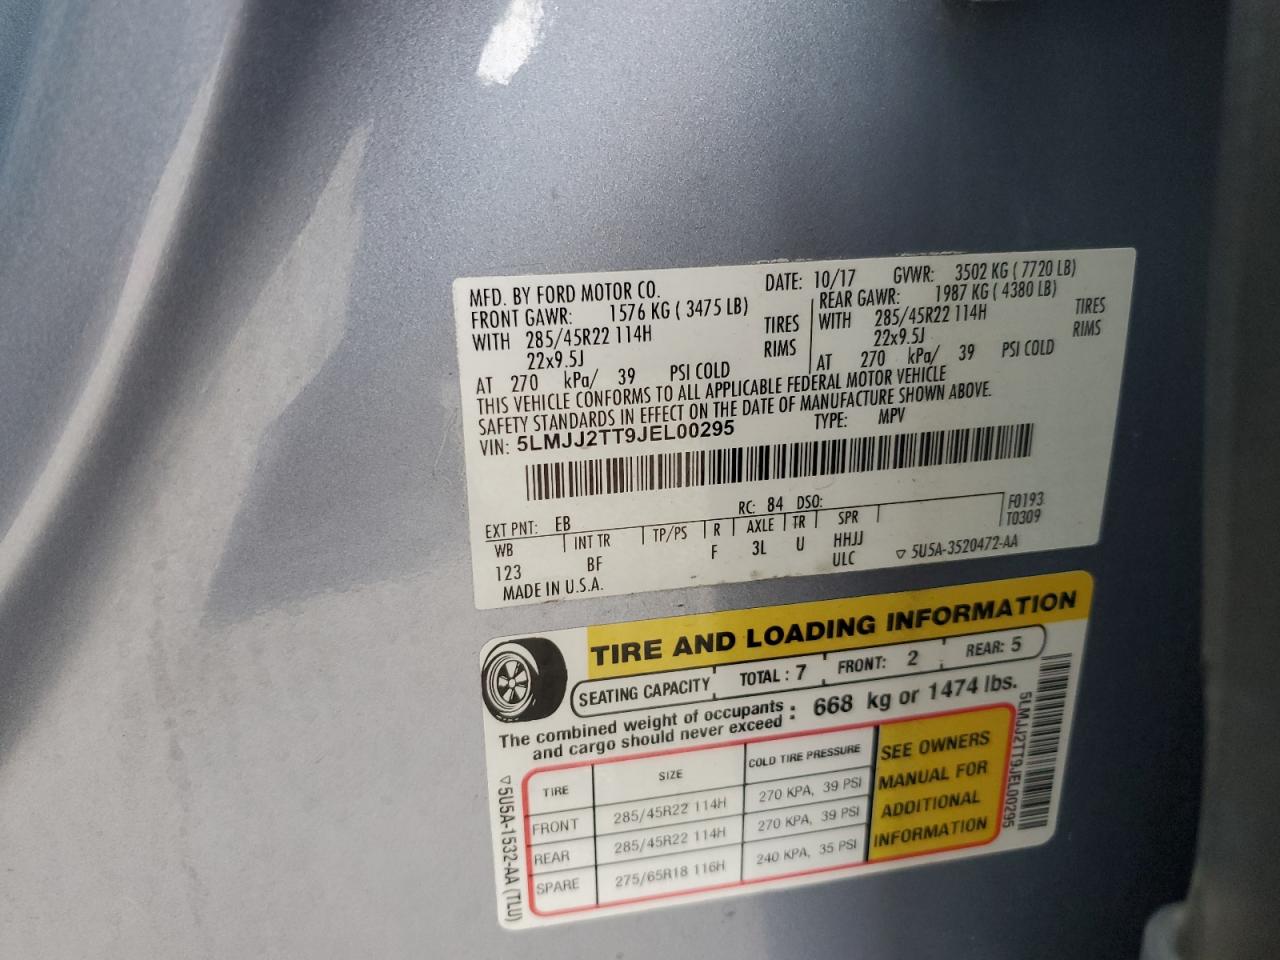 MFD. BY FORD MOTOR CO.
DATE: 10/17 GVWR: 3502 KG ( 7720 LB)
FRONT GAWR: 1576 KG ( 3475 LB)
WITH 285/45R22 114H TIRES
22x9.5J RIMS
AT 270 kPa/ 39 PSI COLD
REAR GAWR: 1987 KG ( 4380 LB)
WITH 285/45R22 114H TIRES
22x9.5J RIMS
AT 270 kPa/ 39 PSI COLD
THIS VEHICLE CONFORMS TO ALL APPLICABLE FEDERAL MOTOR VEHICLE
SAFETY STANDARDS IN EFFECT ON THE DATE OF MANUFACTURE SHOWN ABOVE.
VIN: 5LMJJ2TT9JEL00295 TYPE: MPV
EXT PNT: EB RC: 84 DSO: F0193
T0309
WB INT TR TP/PS R AXLE TR SPR
123 BF F 3L U HHJJ
ULC
MADE IN U.S.A.
▽ 5U5A-3520472-AA
TIRE AND LOADING INFORMATION
SEATING CAPACITY TOTAL : 7 FRONT: 2 REAR: 5
The combined weight of occupants
and cargo should never exceed : 668 kg or 1474 lbs.
TIRE SIZE COLD TIRE PRESSURE
FRONT 285/45R22 114H 270 KPA, 39 PSI
REAR 285/45R22 114H 270 KPA, 39 PSI
SPARE 275/65R18 116H 240 KPA, 35 PSI
SEE OWNERS
MANUAL FOR
ADDITIONAL
INFORMATION
▽5U5A-1532-AA (TLU)
5LMJJ2TT9JEL00295